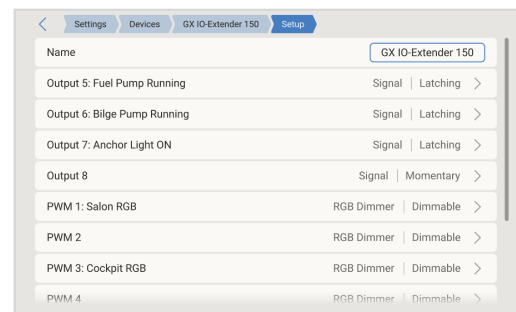 Settings Devices GX IO-Extender 150 Setup
Name GX IO-Extender 150
Output 5: Fuel Pump Running Signal | Latching
Output 6: Bilge Pump Running Signal | Latching
Output 7: Anchor Light ON Signal | Latching
Output 8 Signal | Momentary
PWM 1: Salon RGB RGB Dimmer | Dimmable
PWM 2 RGB Dimmer | Dimmable
PWM 3: Cockpit RGB RGB Dimmer | Dimmable
PWM 4 RGB Dimmer | Dimmable